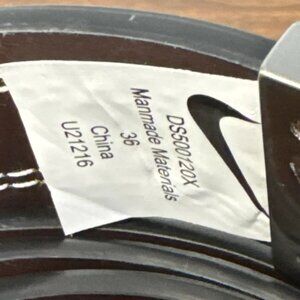 DS500120X
Manmade Materials
36
China
U21216